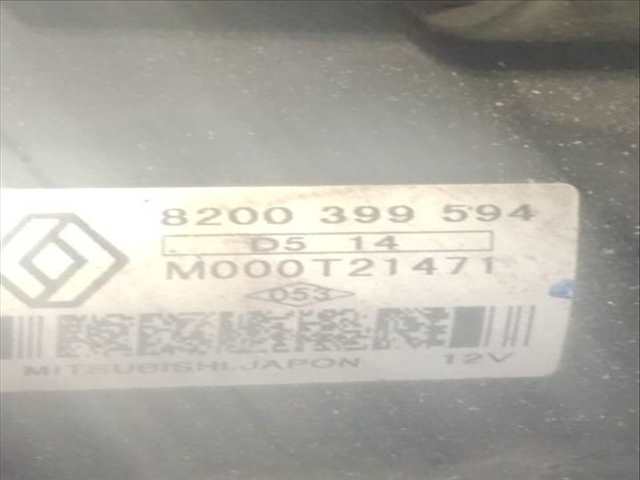 8200 399 594
D5 14
M000T21471
053
MITSUBISHI.JAPON 12V